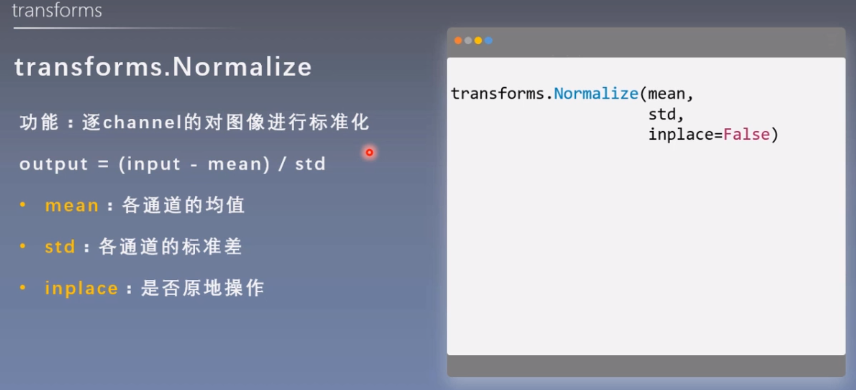 transforms
transforms.Normalize
功能：逐channel的对图像进行标准化
output = (input - mean) / std
• mean：各通道的均值
• std：各通道的标准差
• inplace：是否原地操作
transforms.Normalize(mean,
std,
inplace=False)